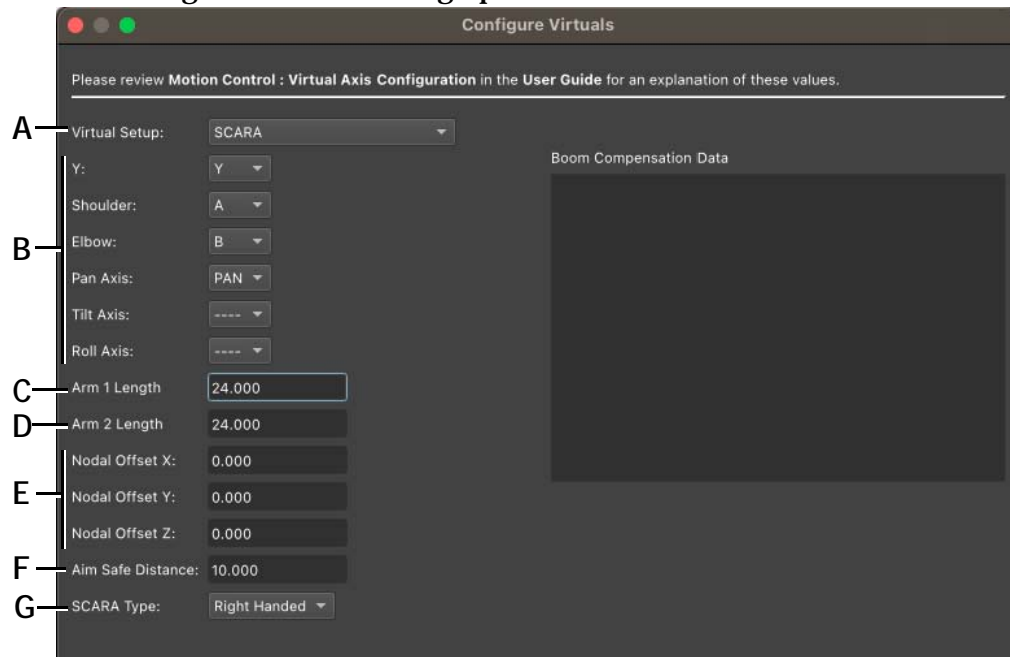 Configure Virtuals
Please review Motion Control : Virtual Axis Configuration in the User Guide for an explanation of these values.
A Virtual Setup: SCARA
Boom Compensation Data
B
Y: Y
Shoulder: A
Elbow: B
Pan Axis: PAN
Tilt Axis: ----
Roll Axis: ----
C Arm 1 Length 24.000
D Arm 2 Length 24.000
E
Nodal Offset X: 0.000
Nodal Offset Y: 0.000
Nodal Offset Z: 0.000
F Aim Safe Distance: 10.000
G SCARA Type: Right Handed